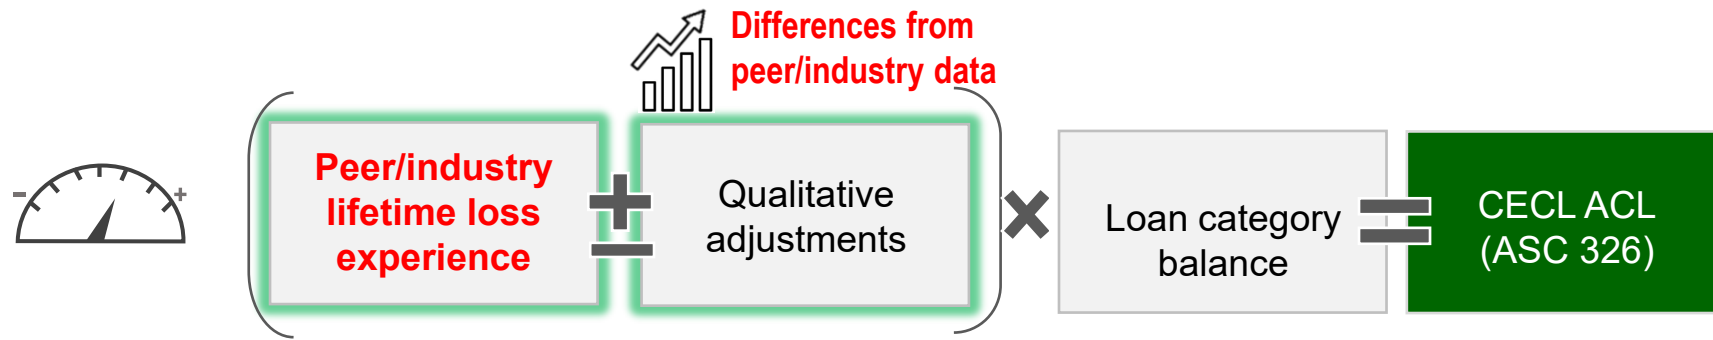 Differences from
peer/industry data
- +
(
Peer/industry
lifetime loss
experience
±
Qualitative
adjustments
)
×
Loan category
balance
=
CECL ACL
(ASC 326)